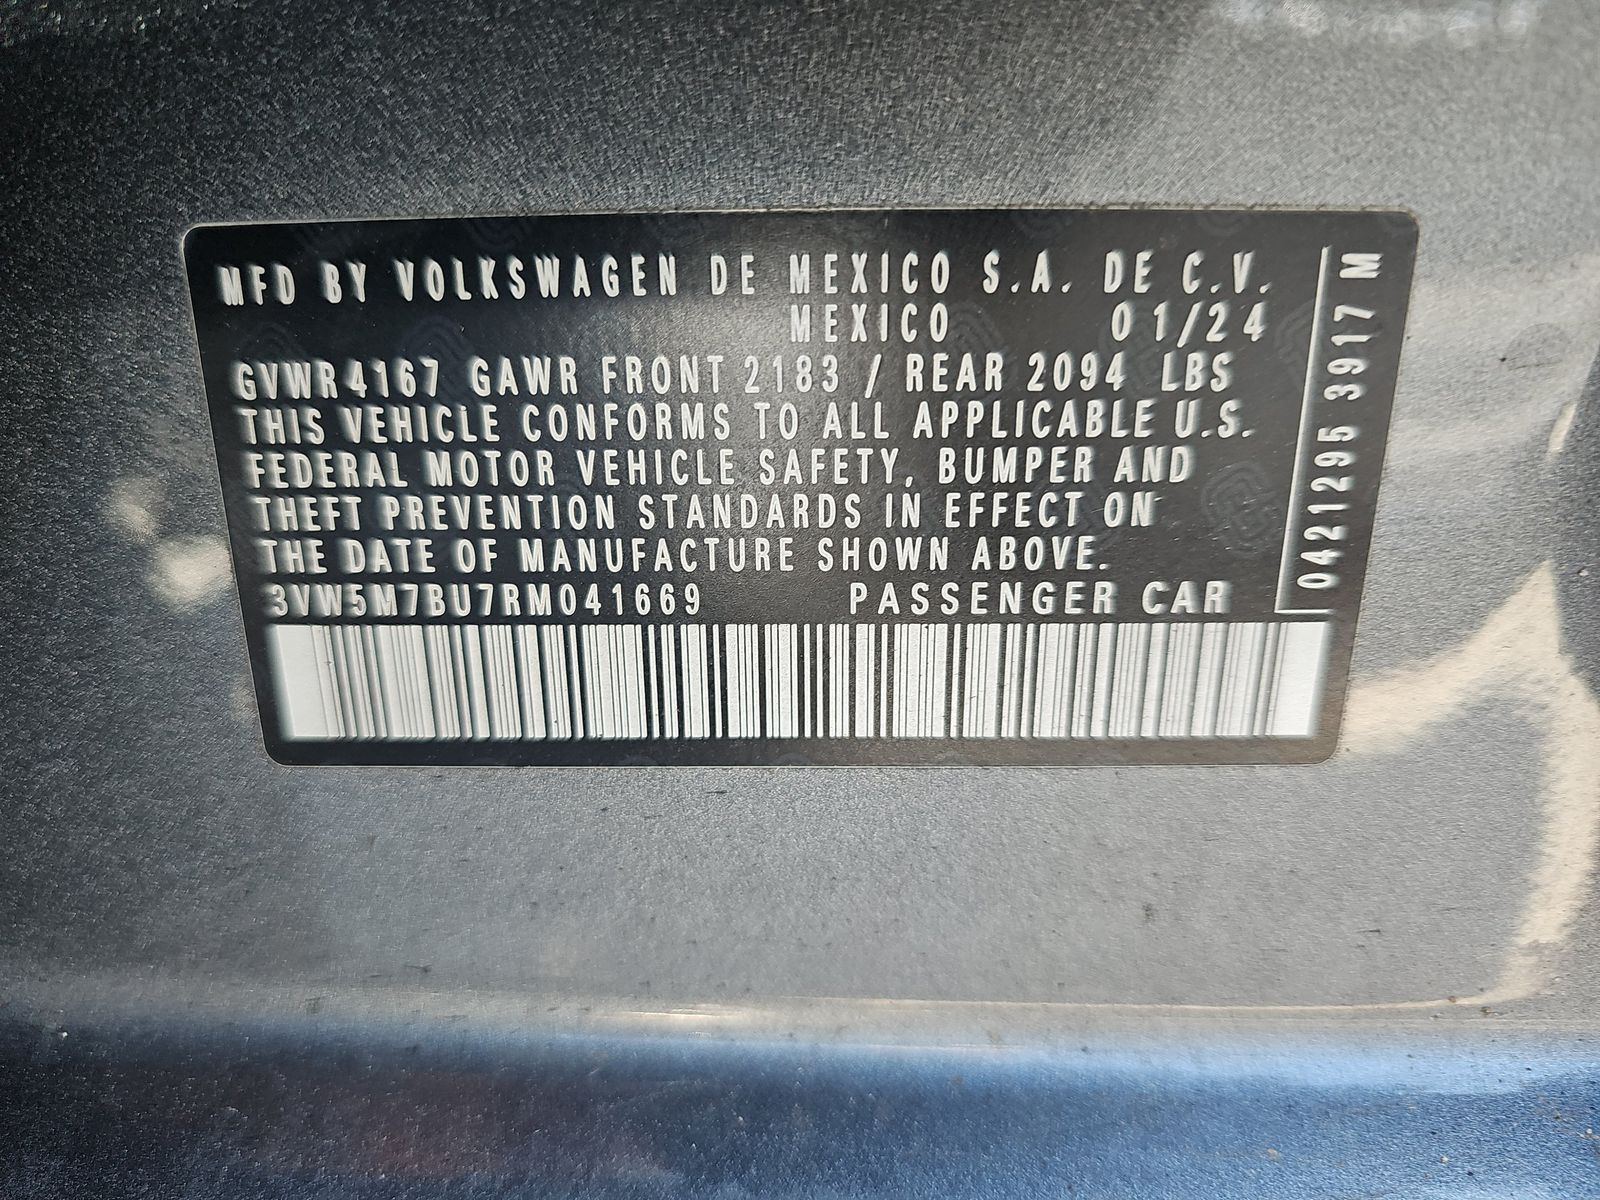 MFD BY VOLKSWAGEN DE MEXICO S.A. DE C.V.
MEXICO 01/24
GVWR 4167 GAWR FRONT 2183 / REAR 2094 LBS
THIS VEHICLE CONFORMS TO ALL APPLICABLE U.S.
FEDERAL MOTOR VEHICLE SAFETY, BUMPER AND
THEFT PREVENTION STANDARDS IN EFFECT ON
THE DATE OF MANUFACTURE SHOWN ABOVE.
3VW5M7BU7RM041669 PASSENGER CAR
0421295 3917 M